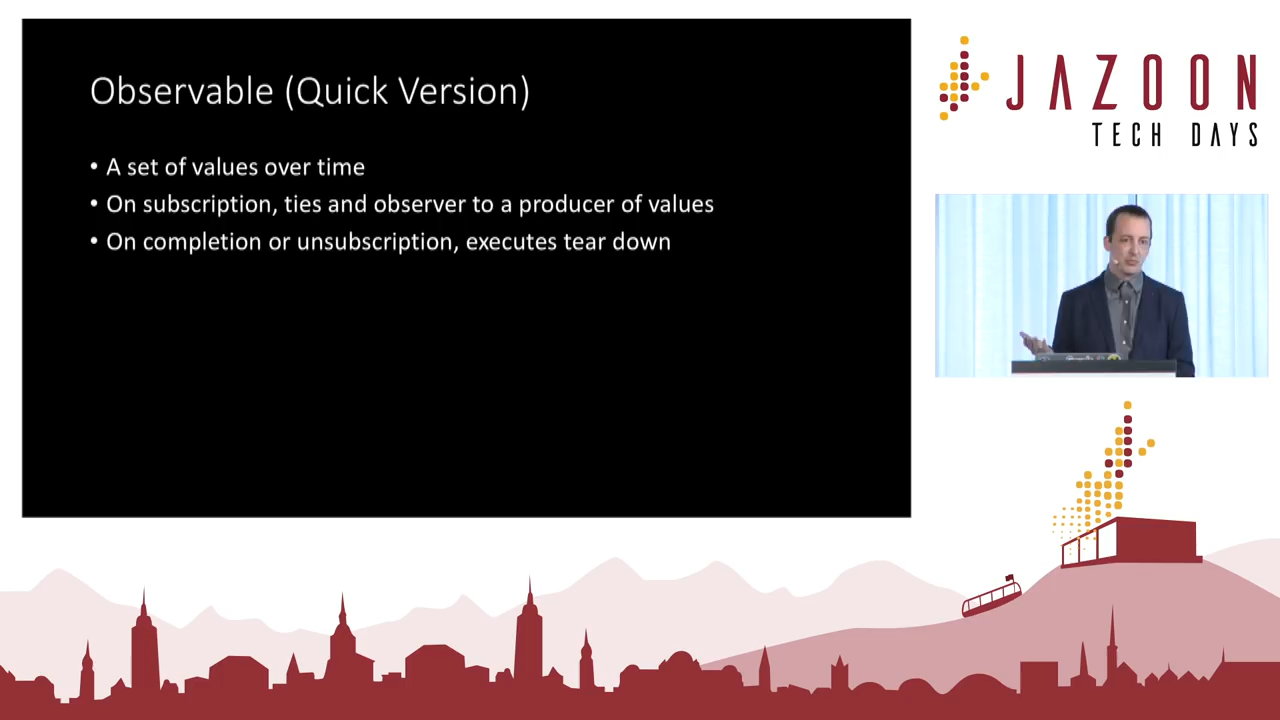 Observable (Quick Version)
• A set of values over time
• On subscription, ties and observer to a producer of values
• On completion or unsubscription, executes tear down
JAZOON
TECH DAYS